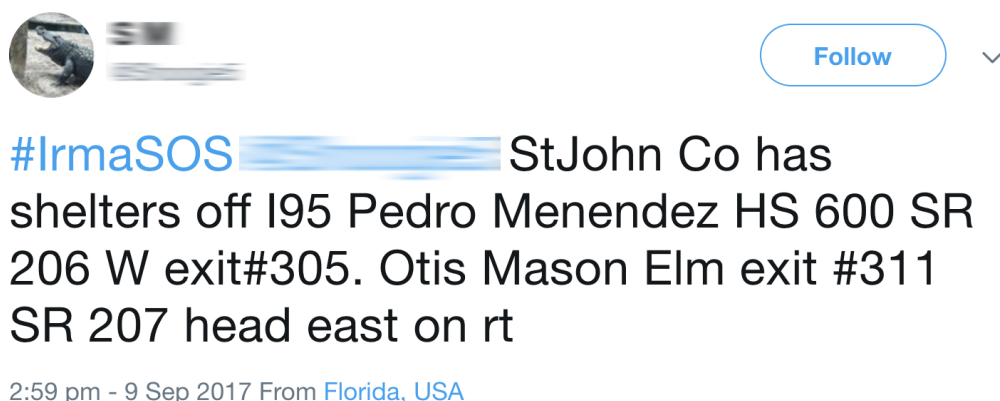 Follow
#IrmaSOS StJohn Co has
shelters off I95 Pedro Menendez HS 600 SR
206 W exit#305. Otis Mason Elm exit #311
SR 207 head east on rt
2:59 pm - 9 Sep 2017 From Florida, USA